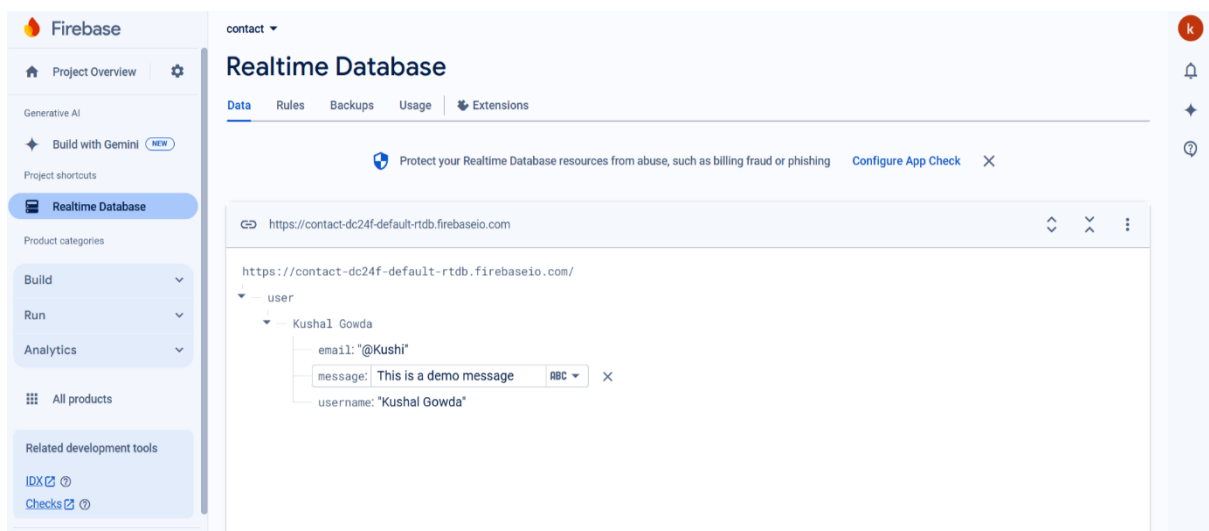 Firebase
Project Overview
Generative AI
Build with Gemini NEW
Project shortcuts
Realtime Database
Product categories
Build
Run
Analytics
All products
Related development tools
IDX
Checks
contact
Realtime Database
Data Rules Backups Usage Extensions
Protect your Realtime Database resources from abuse, such as billing fraud or phishing Configure App Check
https://contact-dc24f-default-rtdb.firebaseio.com
https://contact-dc24f-default-rtdb.firebaseio.com/
user
Kushal Gowda
email: "@Kushi"
message: This is a demo message ABC
username: "Kushal Gowda"
k